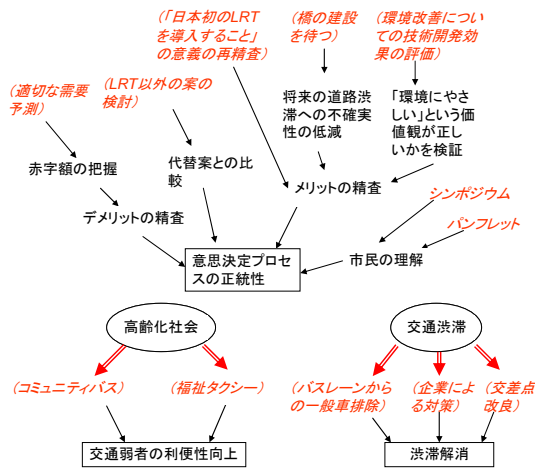 (「日本初のLRT
を導入すること」
の意義の再精査)
(橋の建設
を待つ)
(環境改善につい
ての技術開発効
果の評価)
(適切な需要
予測)
(LRT以外の案の
検討)
将来の道路渋
滞への不確実
性の低減
「環境にやさ
しい」という価
値観が正し
いかを検証
赤字額の把握
代替案との比
較
メリットの精査
シンポジウム
デメリットの精査
パンフレット
意思決定プロセ
スの正統性
市民の理解
高齢化社会
交通渋滞
(コミュニティバス)
(福祉タクシー)
(バスレーンから
の一般車排除)
(企業によ
る対策)
(交差点
改良)
交通弱者の利便性向上
渋滞解消